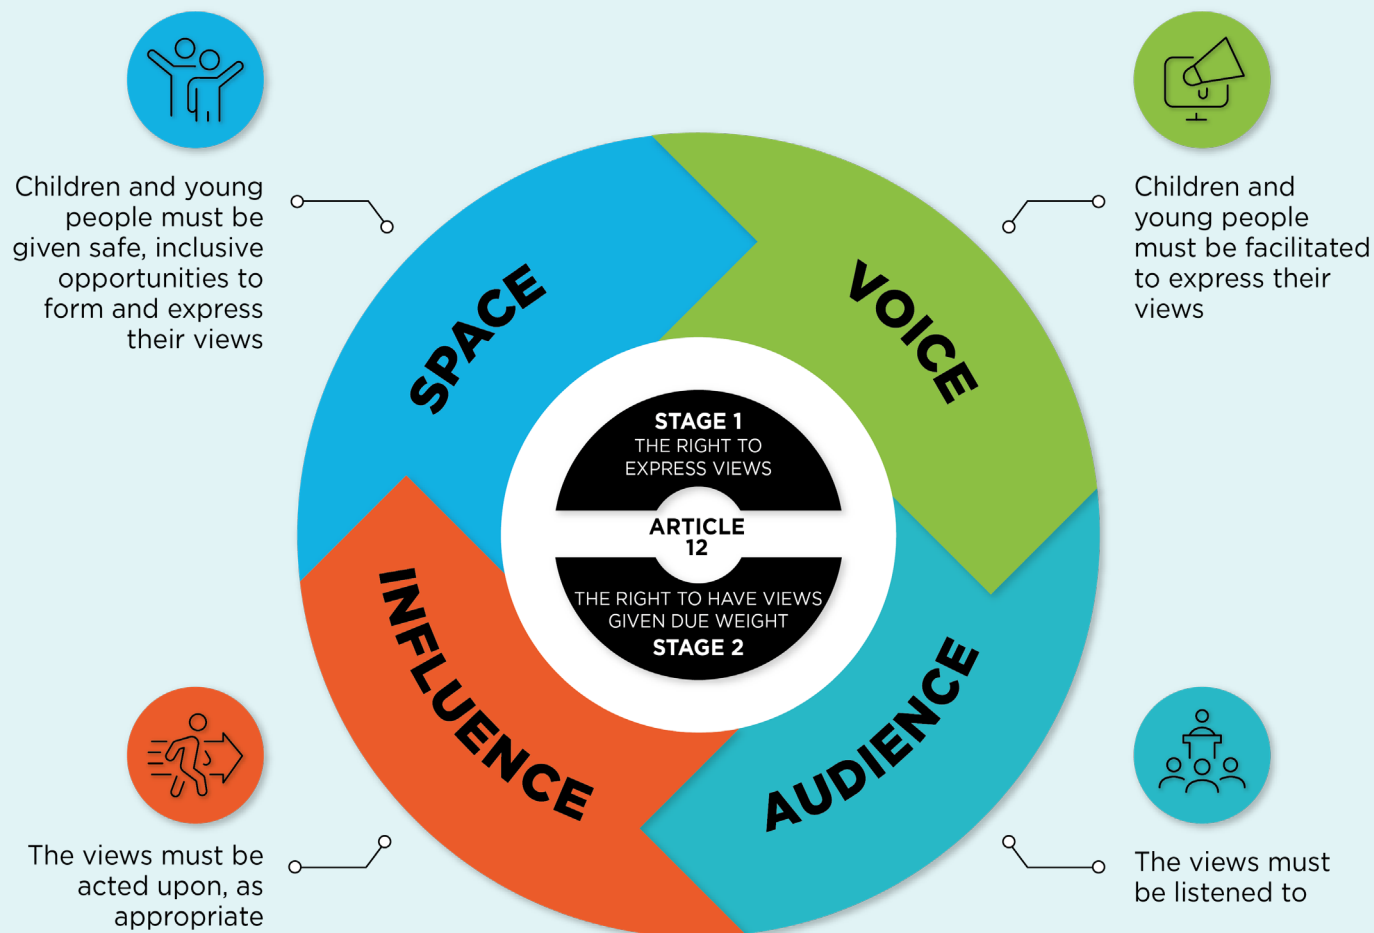 Children and young
people must be
given safe, inclusive
opportunities to
form and express
their views
Children and
young people
must be facilitated
to express their
views
SPACE
VOICE
STAGE 1
THE RIGHT TO
EXPRESS VIEWS
ARTICLE
12
THE RIGHT TO HAVE VIEWS
GIVEN DUE WEIGHT
STAGE 2
INFLUENCE
AUDIENCE
The views must be
acted upon, as
appropriate
The views must
be listened to